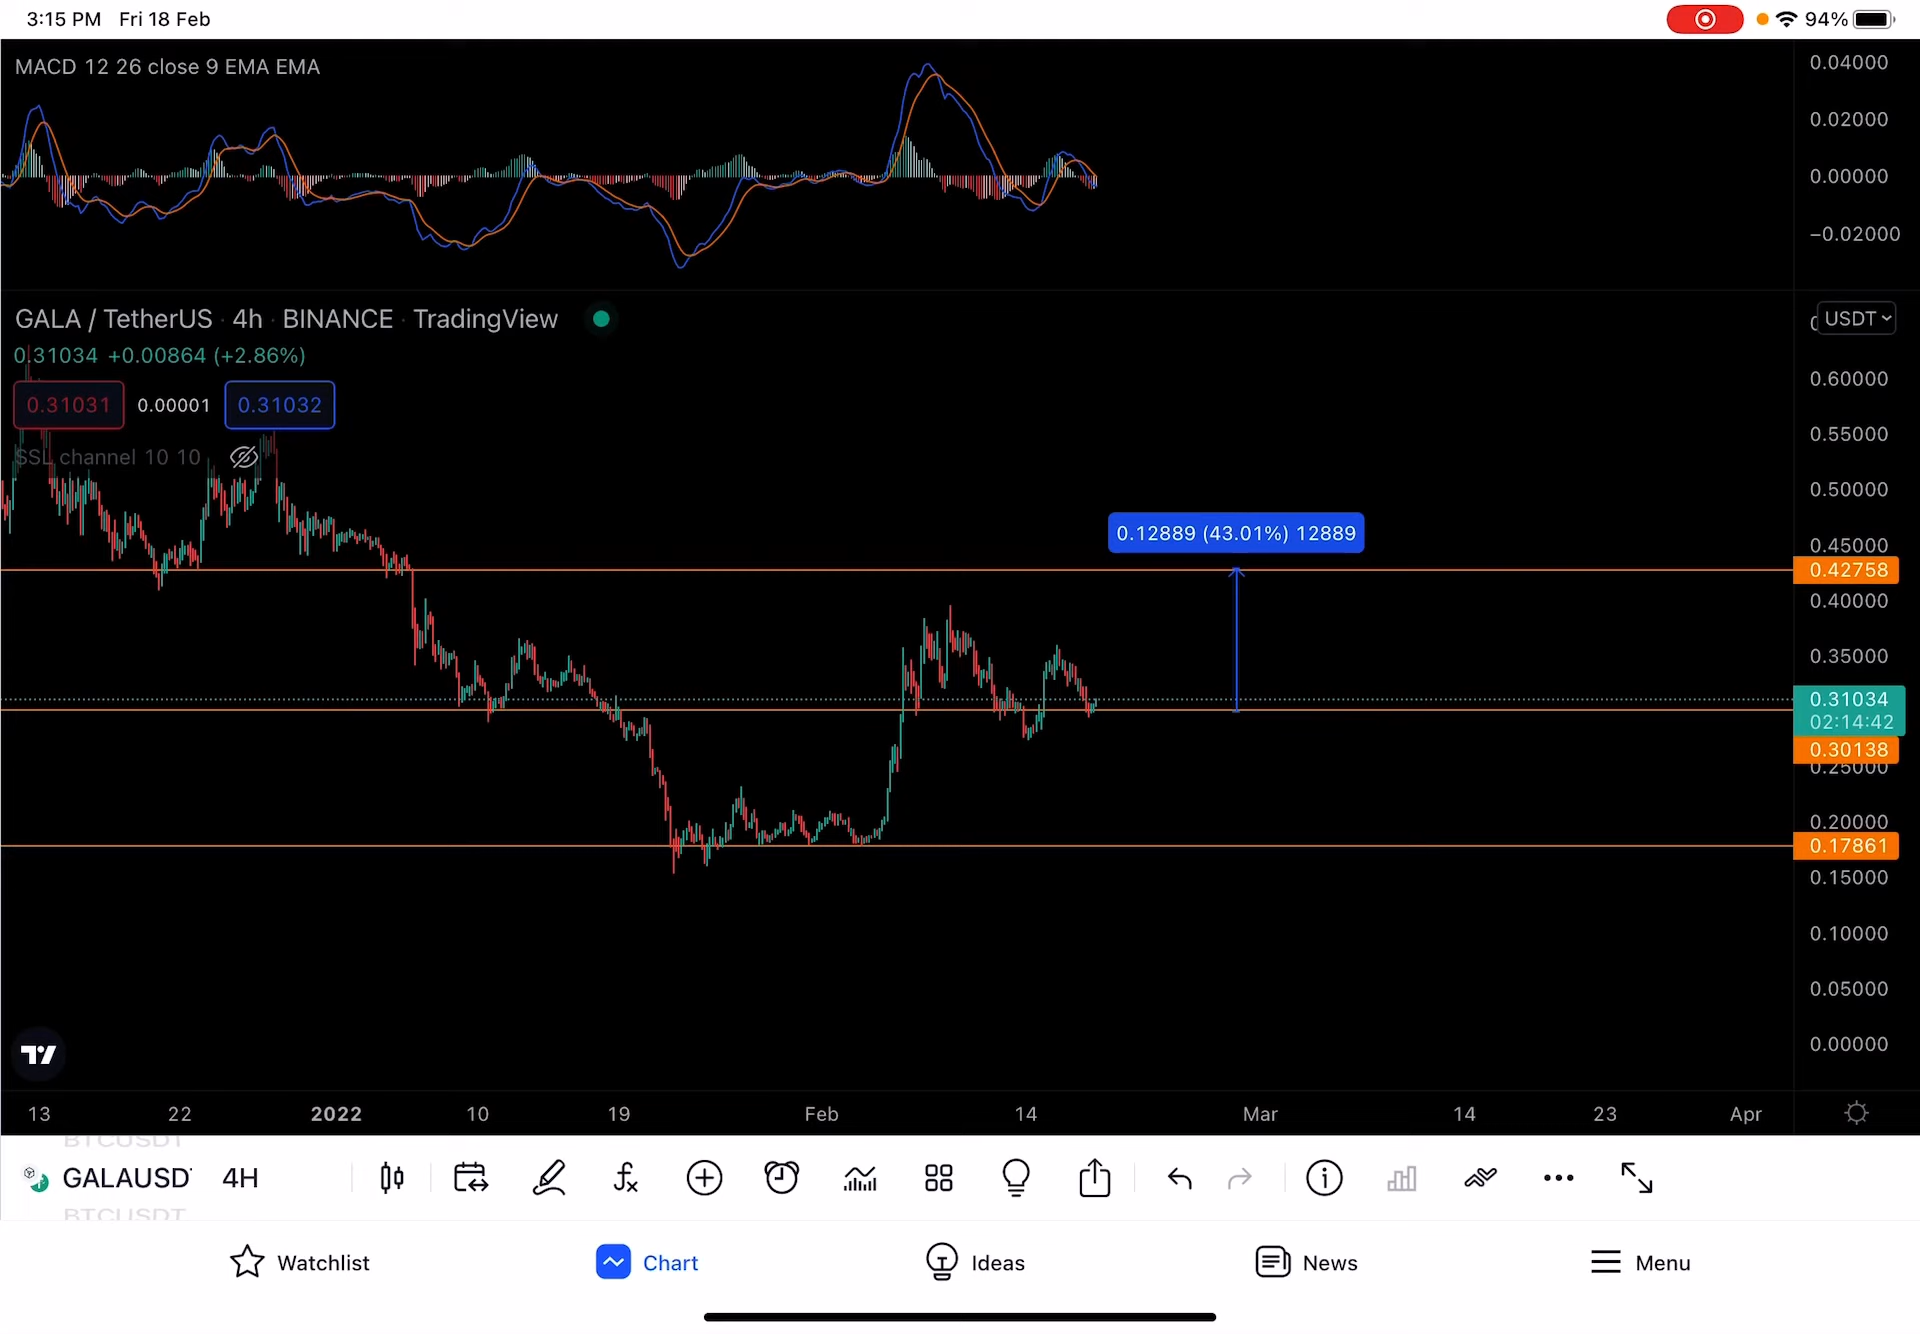 3:15 PM Fri 18 Feb
94%
MACD 12 26 close 9 EMA EMA
0.04000
0.02000
0.00000
−0.02000
GALA / TetherUS · 4h · BINANCE · TradingView
USDT
0.31034 +0.00864 (+2.86%)
0.31031 0.00001 0.31032
SSL channel 10 10
0.60000
0.55000
0.50000
0.12889 (43.01%) 12889
0.45000
0.42758
0.40000
0.35000
0.31034
02:14:42
0.30138
0.25000
0.20000
0.17861
0.15000
0.10000
0.05000
0.00000
13 22 2022 10 19 Feb 14 Mar 14 23 Apr
BTCUSDT
GALAUSDT 4H
BTCUSDT
Watchlist Chart Ideas News Menu